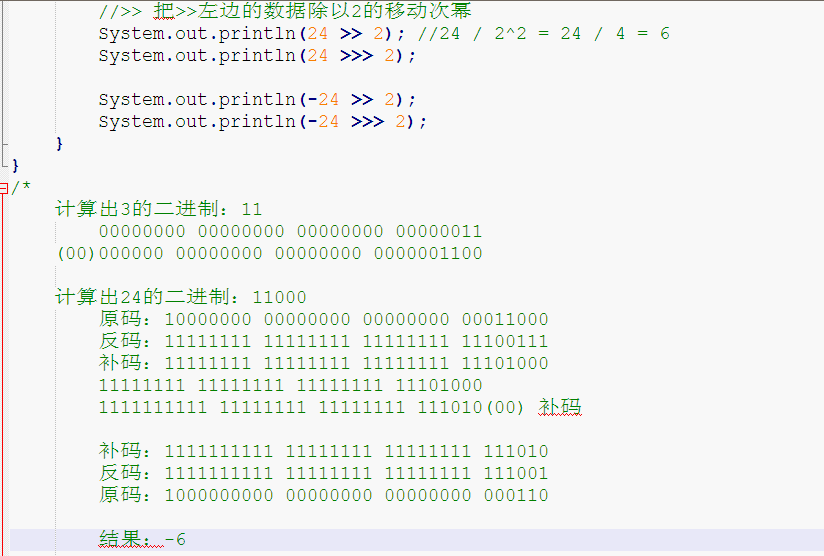 //>> 把>>左边的数据除以2的移动次幂
System.out.println(24 >> 2); //24 / 2^2 = 24 / 4 = 6
System.out.println(24 >>> 2);
System.out.println(-24 >> 2);
System.out.println(-24 >>> 2);
}
}
/*
计算出3的二进制：11
00000000 00000000 00000000 00000011
(00)000000 00000000 00000000 0000001100
计算出24的二进制：11000
原码：10000000 00000000 00000000 00011000
反码：11111111 11111111 11111111 11100111
补码：11111111 11111111 11111111 11101000
11111111 11111111 11111111 11101000
1111111111 11111111 11111111 111010(00) 补码
补码：1111111111 11111111 11111111 111010
反码：1111111111 11111111 11111111 111001
原码：1000000000 00000000 00000000 000110
结果：-6